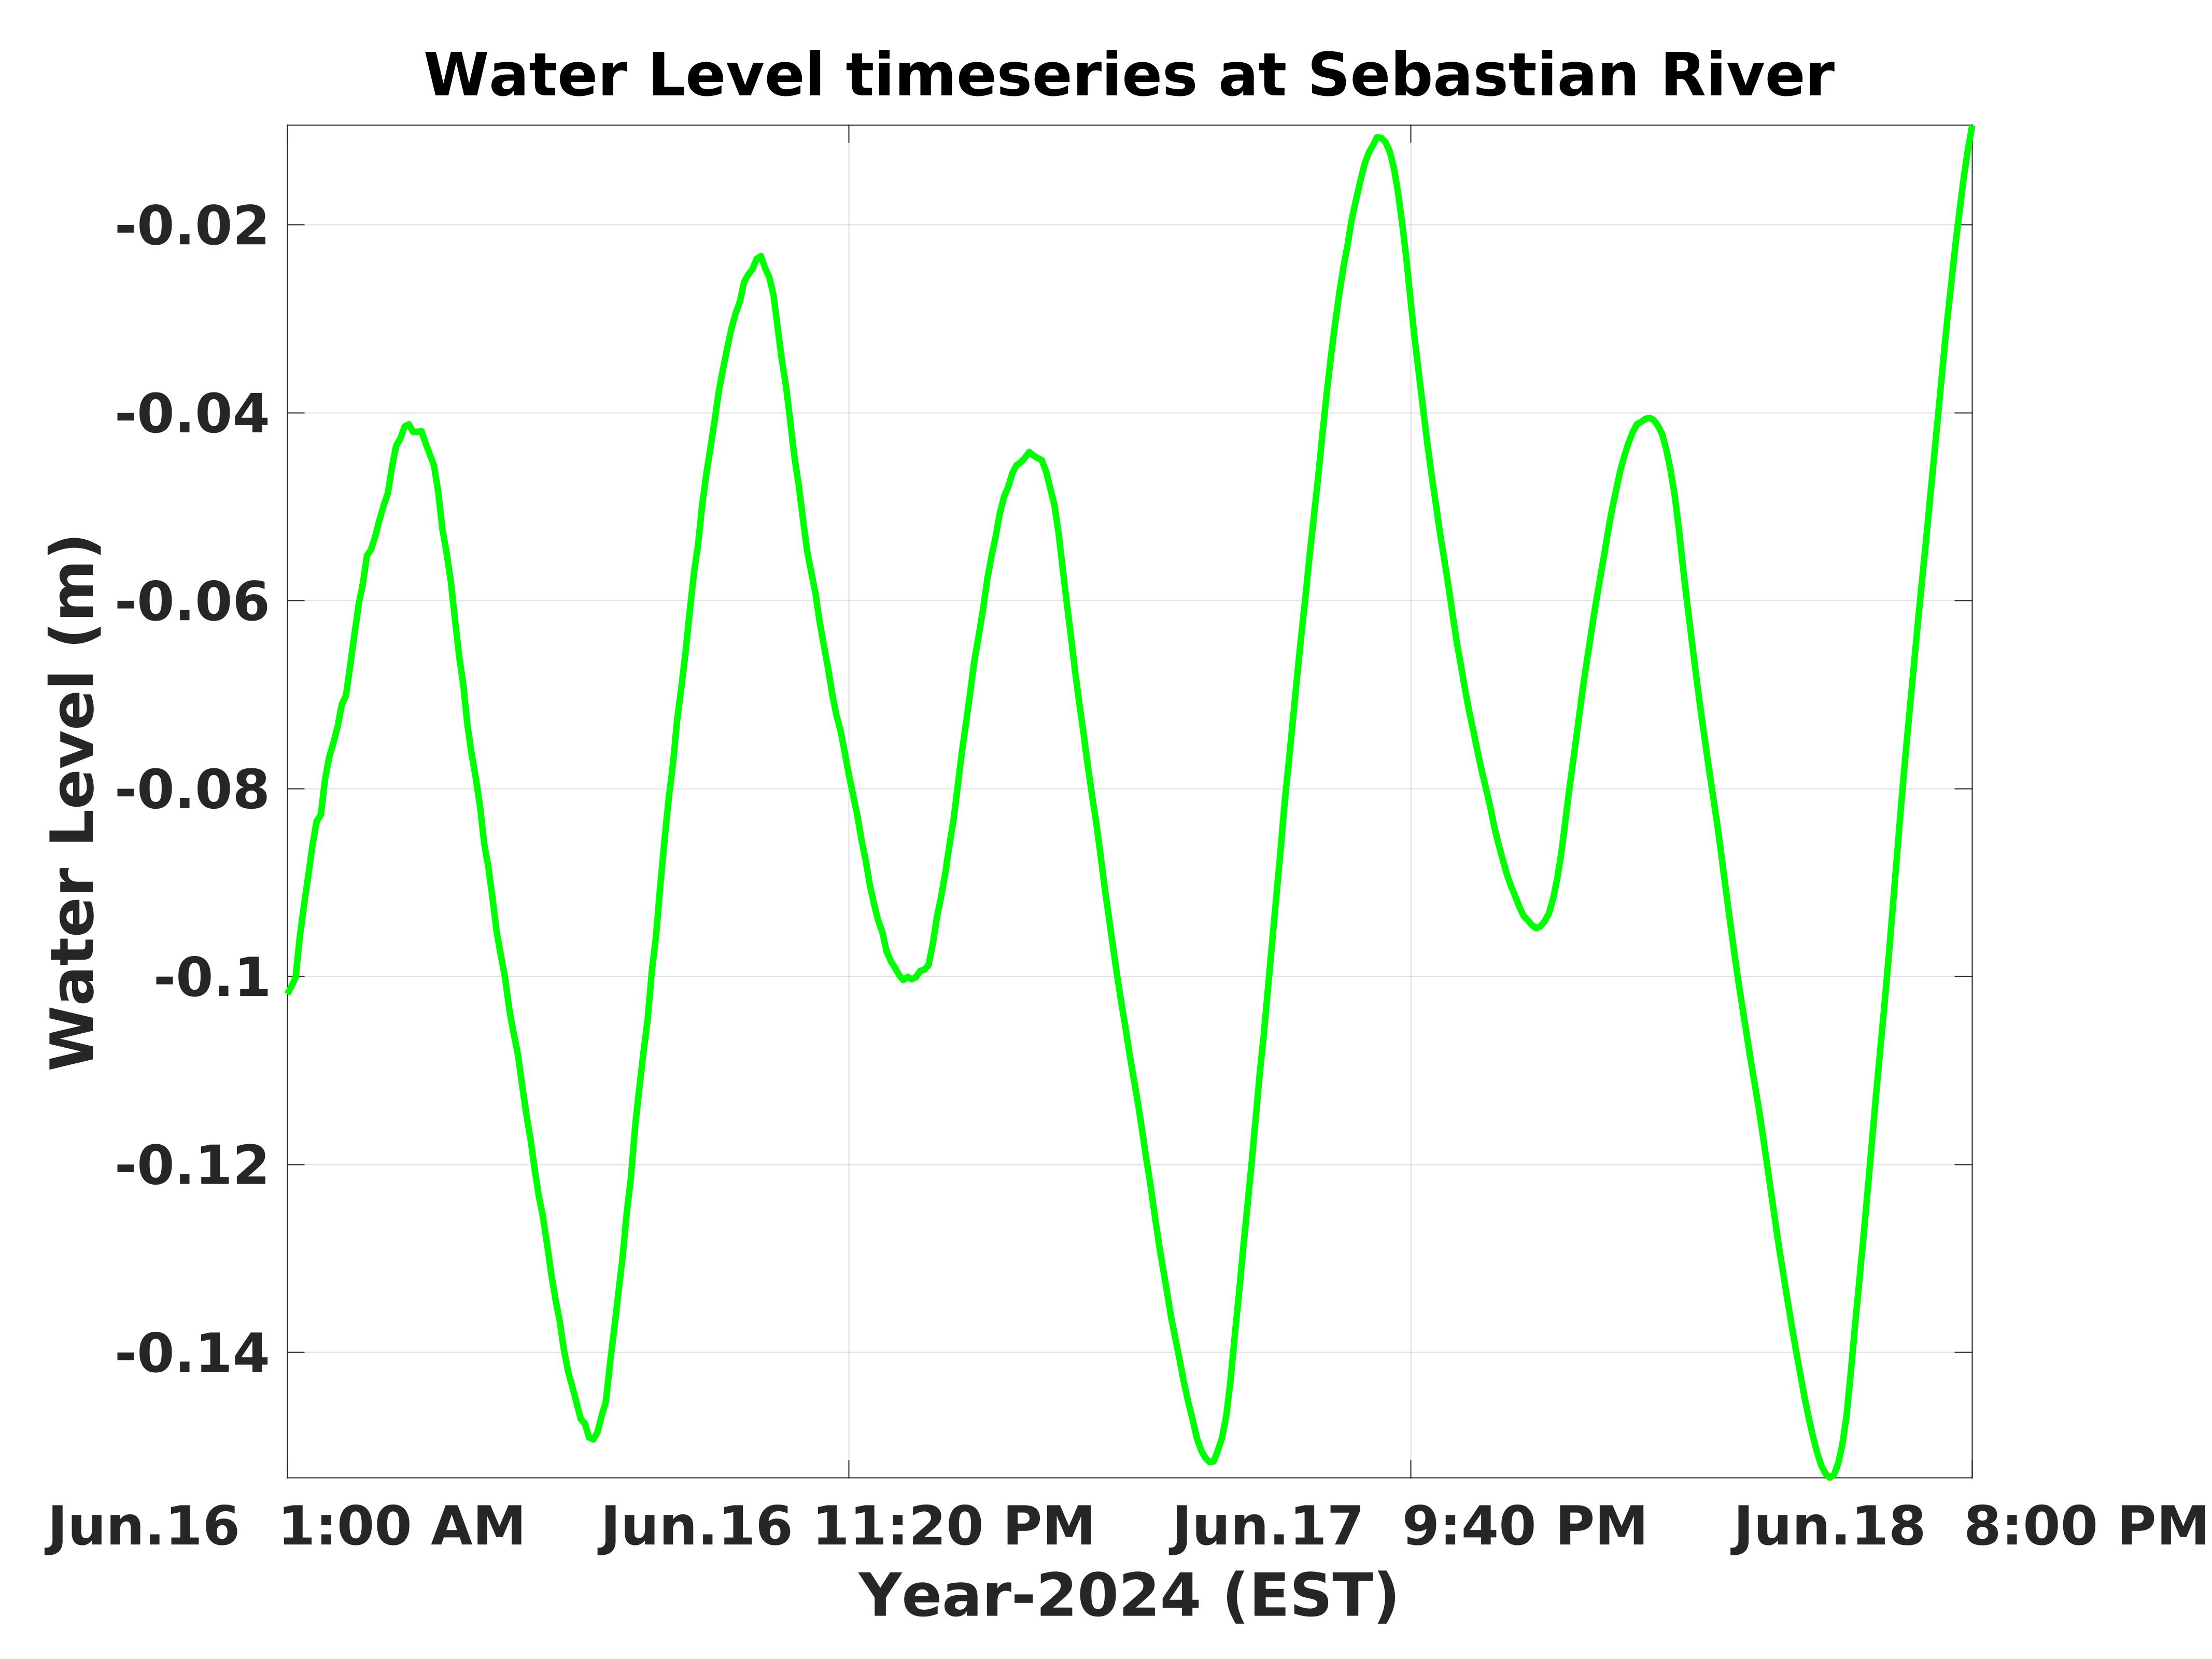 Water Level timeseries at Sebastian River
Water Level (m)
-0.02
-0.04
-0.06
-0.08
-0.1
-0.12
-0.14
Jun.16 1:00 AM Jun.16 11:20 PM Jun.17 9:40 PM Jun.18 8:00 PM
Year-2024 (EST)